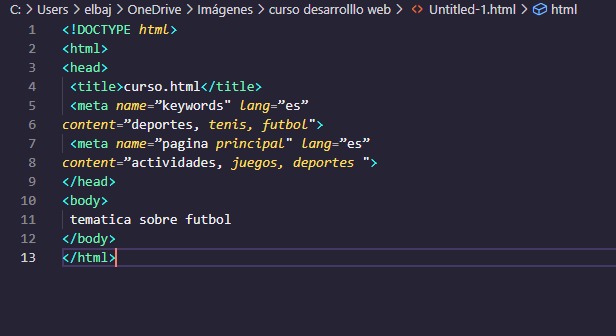 C: > Users > elbaj > OneDrive > Imágenes > curso desarrolllo web > <> Untitled-1.html > html
1 <!DOCTYPE html>
2 <html>
3 <head>
4 <title>curso.html</title>
5 <meta name=”keywords" lang=”es”
6 content=”deportes, tenis, futbol">
7 <meta name=”pagina principal" lang=”es”
8 content=”actividades, juegos, deportes ">
9 </head>
10 <body>
11 tematica sobre futbol
12 </body>
13 </html>